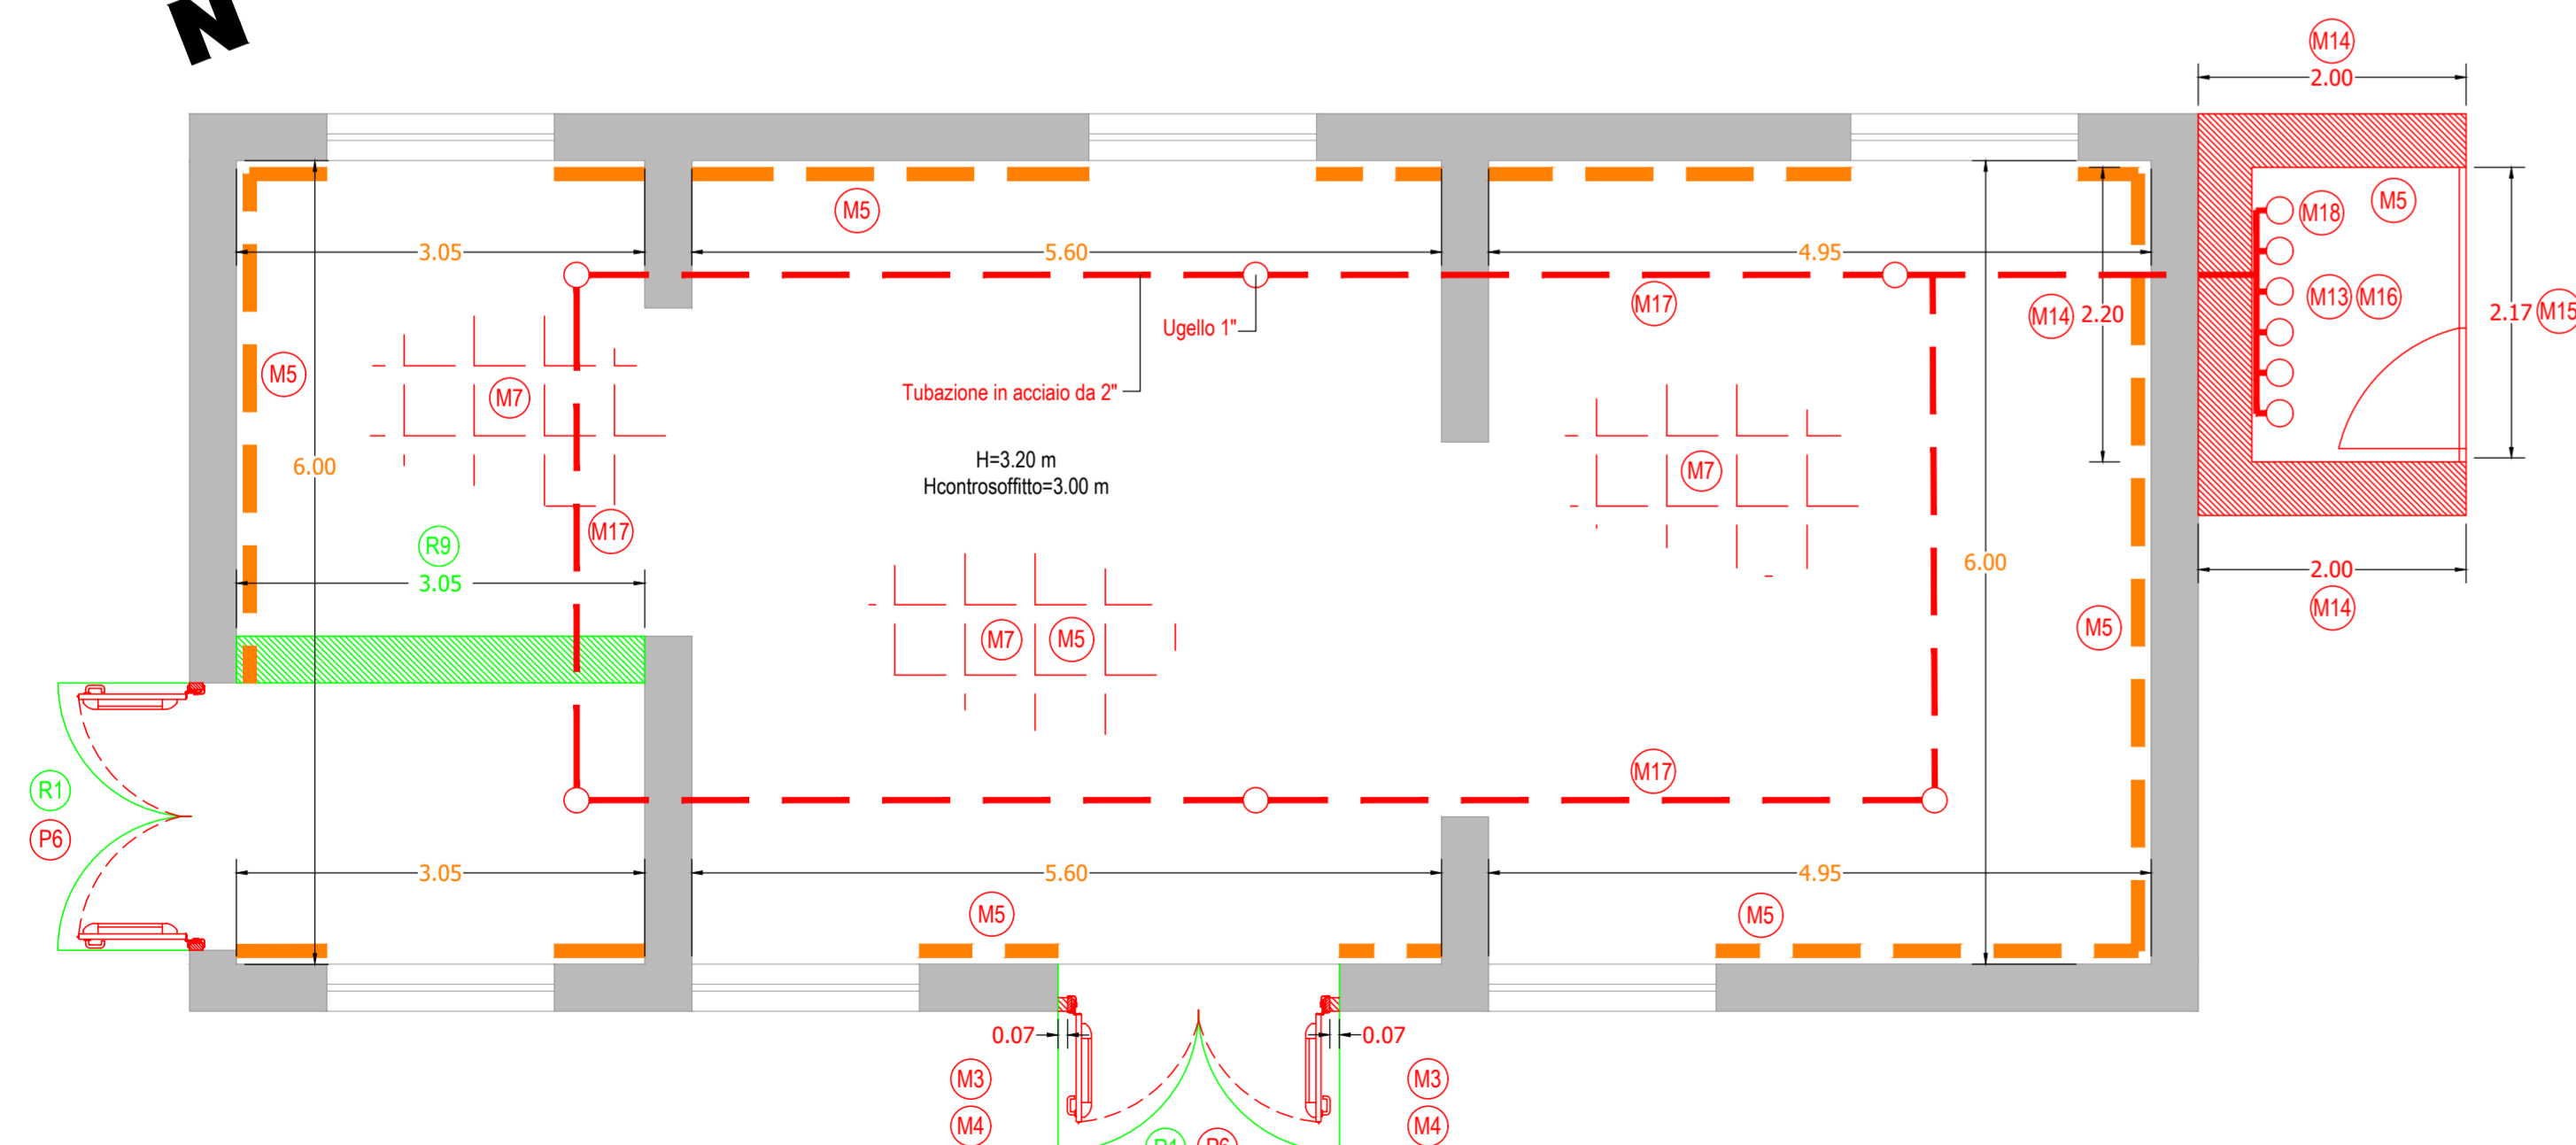 N
M14
2.00
M5
M18
M5
3.05
5.60
4.95
M17
M13 M16
M14 2.20
2.17 M15
Ugello 1"
M5
M7
Tubazione in acciaio da 2"
H=3.20 m
Hcontrosoffitto=3.00 m
6.00
M7
M17
R9
3.05
6.00
2.00
M14
M7 M5
M5
M17
R1
P6
3.05
5.60
4.95
M5
M5
0.07
0.07
M3
M3
M4
M4
R1 P6